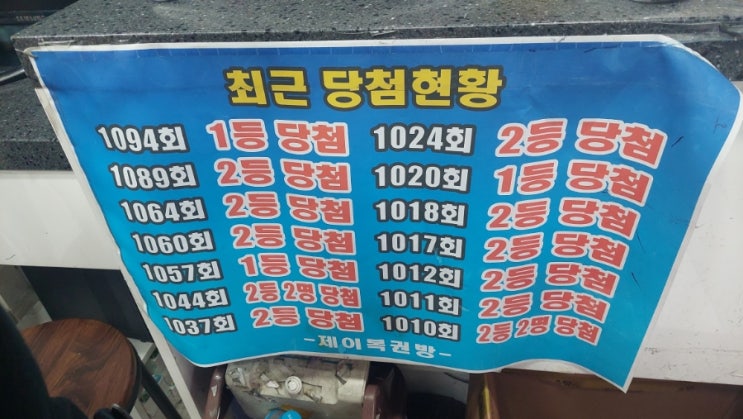 최근 당첨현황
1094회 1등 당첨
1089회 2등 당첨
1064회 2등 당첨
1060회 2등 당첨
1057회 1등 당첨
1044회 2등 2명 당첨
1037회 2등 당첨
1024회 2등 당첨
1020회 1등 당첨
1018회 2등 당첨
1017회 2등 당첨
1012회 2등 당첨
1011회 2등 당첨
1010회 2등 2명 당첨
-제이복권방-